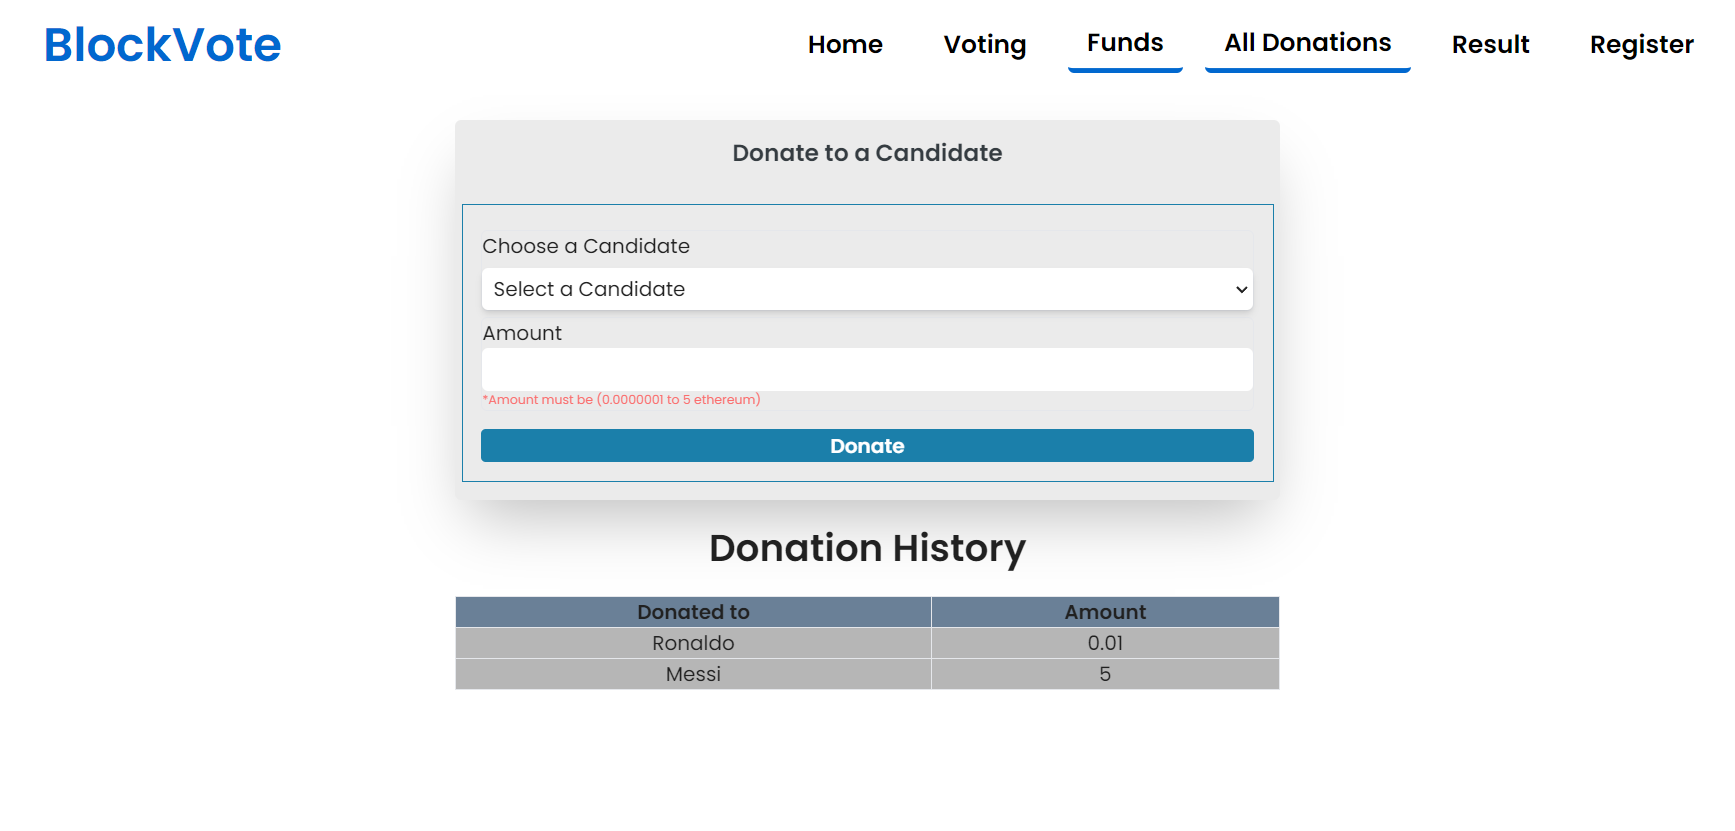 BlockVote
Home Voting Funds All Donations Result Register
Donate to a Candidate
Choose a Candidate
Select a Candidate
Amount
*Amount must be (0.0000001 to 5 ethereum)
Donate
Donation History
Donated to Amount
Ronaldo 0.01
Messi 5